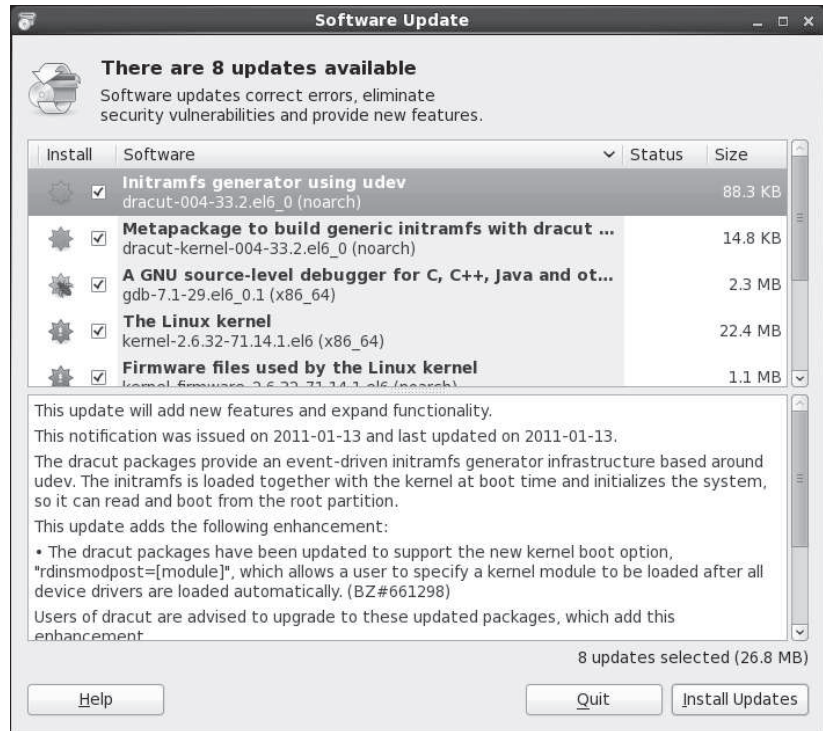 Software Update
There are 8 updates available
Software updates correct errors, eliminate
security vulnerabilities and provide new features.
Install Software Status Size
Initramfs generator using udev
dracut-004-33.2.el6_0 (noarch) 88.3 KB
Metapackage to build generic initramfs with dracut ...
dracut-kernel-004-33.2.el6_0 (noarch) 14.8 KB
A GNU source-level debugger for C, C++, Java and ot...
gdb-7.1-29.el6_0.1 (x86_64) 2.3 MB
The Linux kernel
kernel-2.6.32-71.14.1.el6 (x86_64) 22.4 MB
Firmware files used by the Linux kernel
kernel-firmware-2.6.32-71.14.1.el6 (noarch) 1.1 MB
This update will add new features and expand functionality.
This notification was issued on 2011-01-13 and last updated on 2011-01-13.
The dracut packages provide an event-driven initramfs generator infrastructure based around
udev. The initramfs is loaded together with the kernel at boot time and initializes the system,
so it can read and boot from the root partition.
This update adds the following enhancement:
• The dracut packages have been updated to support the new kernel boot option,
"rdinsmodpost=[module]", which allows a user to specify a kernel module to be loaded after all
device drivers are loaded automatically. (BZ#661298)
Users of dracut are advised to upgrade to these updated packages, which add this
enhancement
8 updates selected (26.8 MB)
Help Quit Install Updates